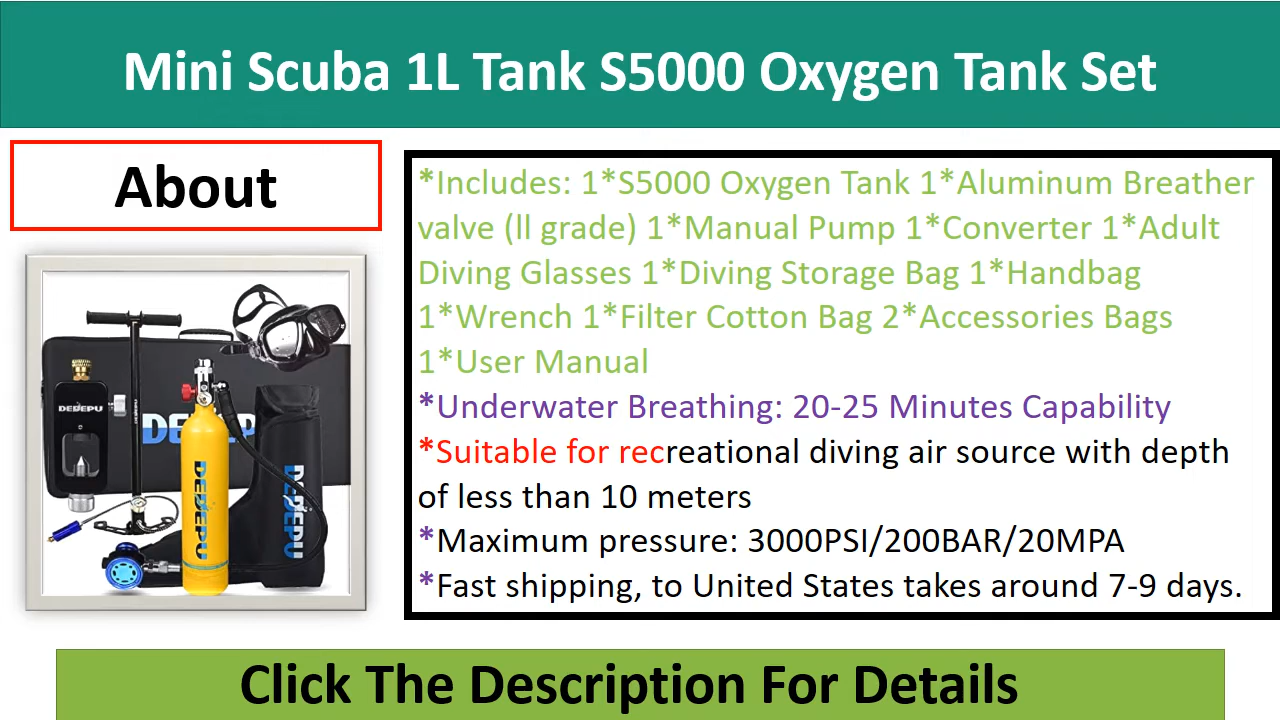 Mini Scuba 1L Tank S5000 Oxygen Tank Set
About
*Includes: 1*S5000 Oxygen Tank 1*Aluminum Breather
valve (ll grade) 1*Manual Pump 1*Converter 1*Adult
Diving Glasses 1*Diving Storage Bag 1*Handbag
1*Wrench 1*Filter Cotton Bag 2*Accessories Bags
1*User Manual
*Underwater Breathing: 20-25 Minutes Capability
*Suitable for recreational diving air source with depth
of less than 10 meters
*Maximum pressure: 3000PSI/200BAR/20MPA
*Fast shipping, to United States takes around 7-9 days.
DEDEPU
DEDEP
DEDEPU
DEDEPU
Click The Description For Details